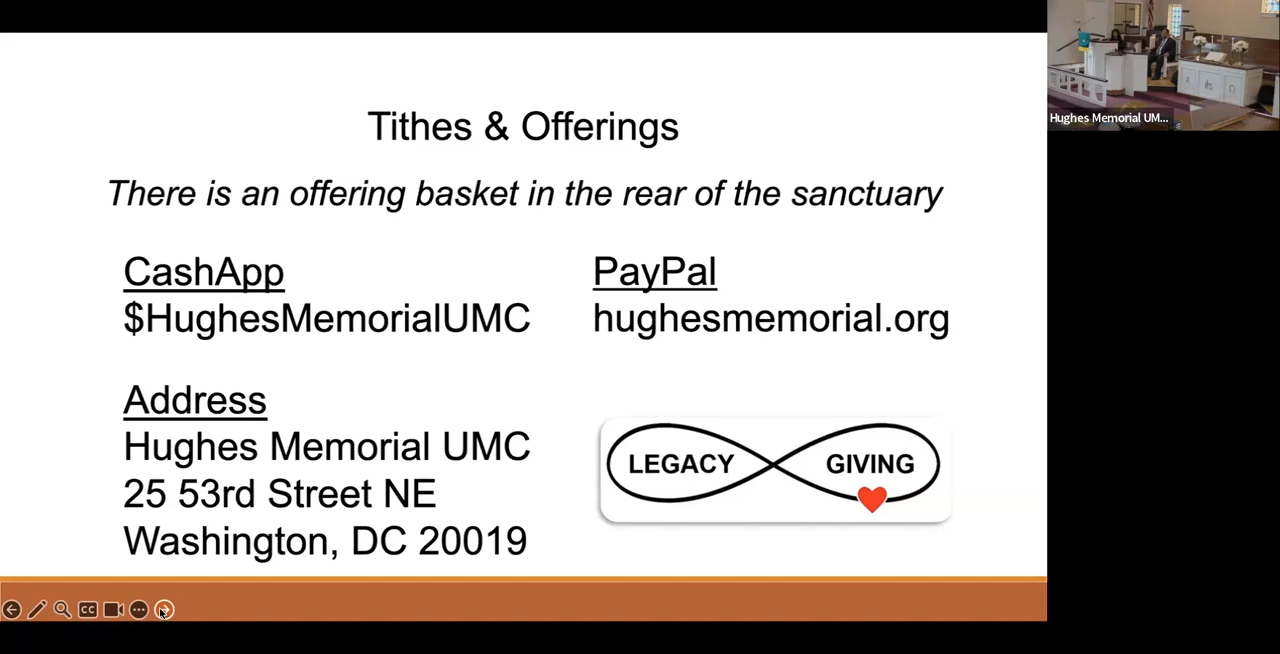 Tithes & Offerings
There is an offering basket in the rear of the sanctuary
CashApp
$HughesMemorialUMC
PayPal
hughesmemorial.org
Address
Hughes Memorial UMC
25 53rd Street NE
Washington, DC 20019
LEGACY GIVING
CC
Hughes Memorial UM...